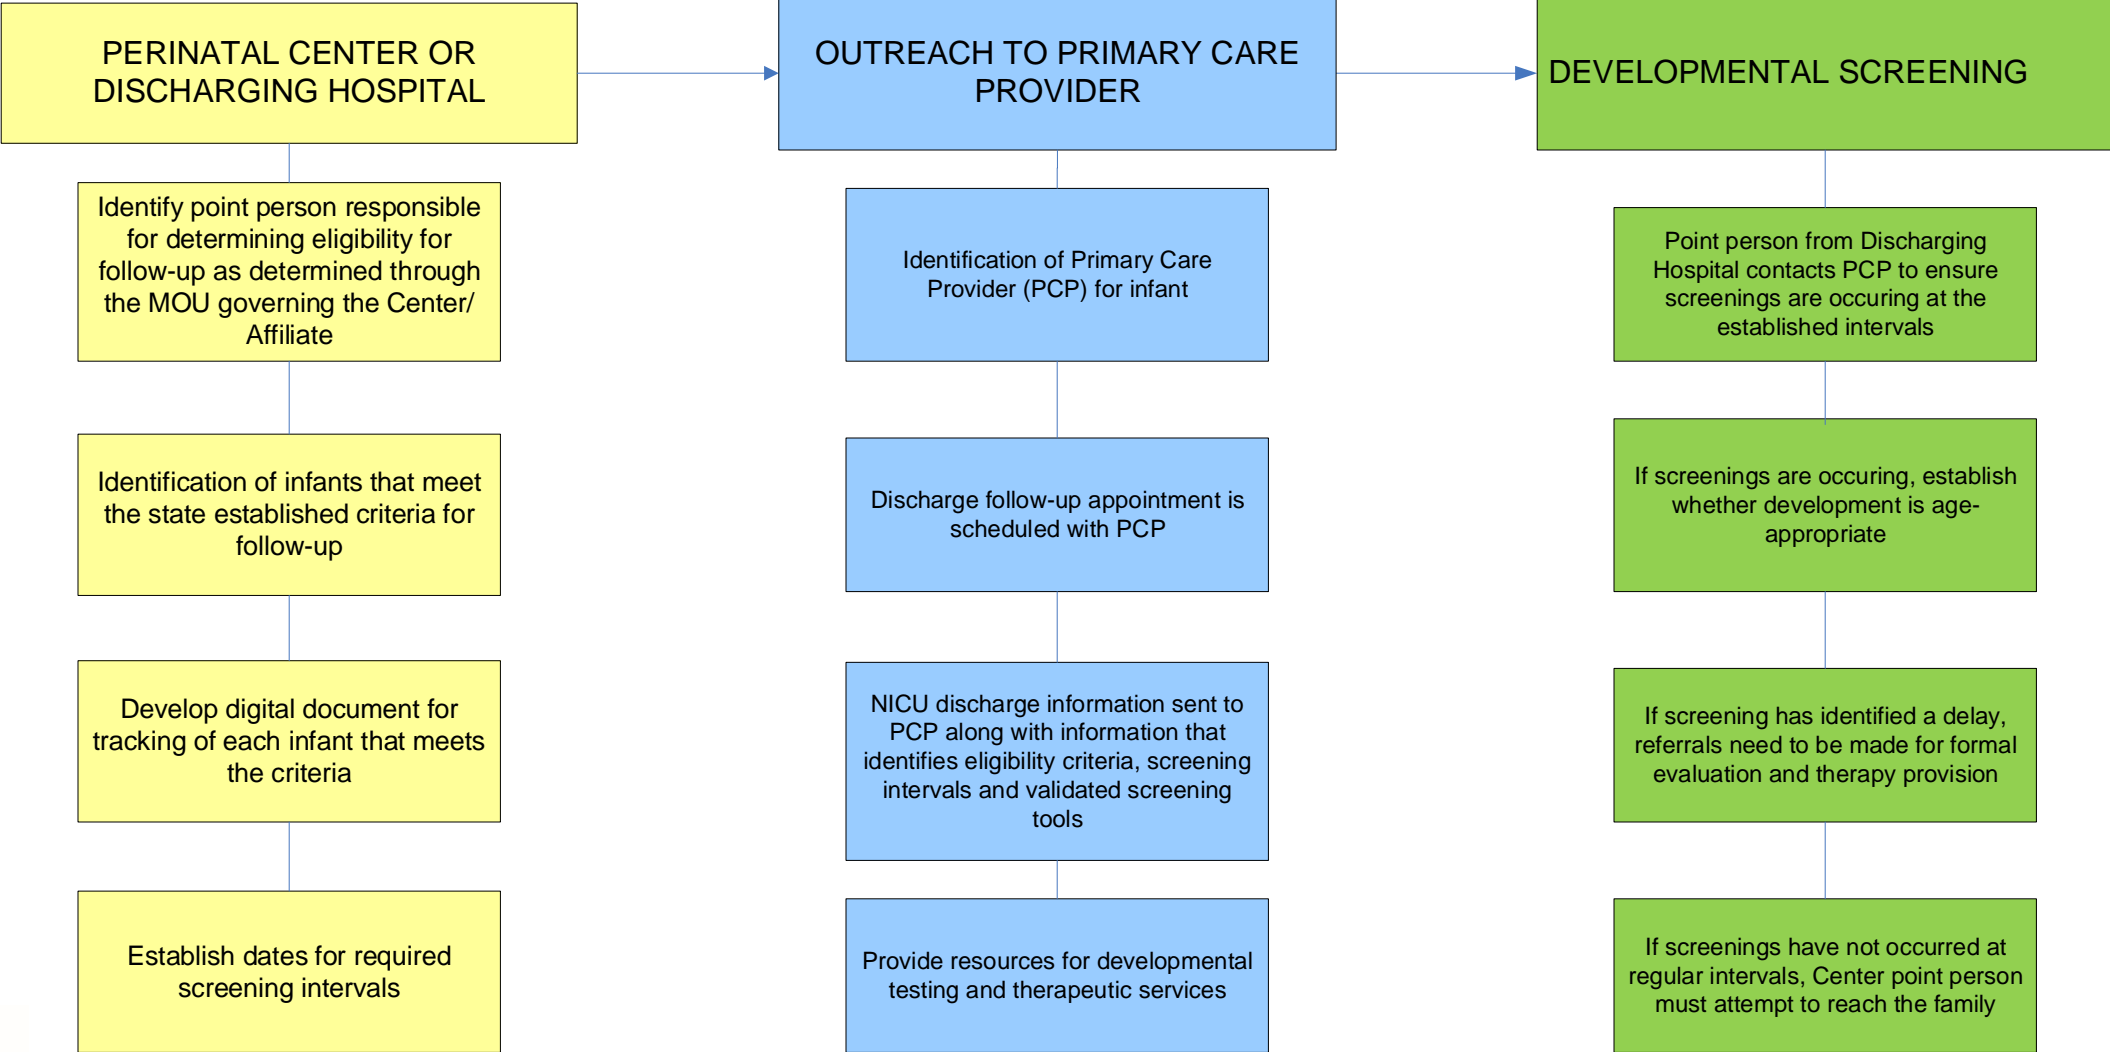 PERINATAL CENTER OR
DISCHARGING HOSPITAL
Identify point person responsible
for determining eligibility for
follow-up as determined through
the MOU governing the Center/
Affiliate
Identification of infants that meet
the state established criteria for
follow-up
Develop digital document for
tracking of each infant that meets
the criteria
Establish dates for required
screening intervals
OUTREACH TO PRIMARY CARE
PROVIDER
Identification of Primary Care
Provider (PCP) for infant
Discharge follow-up appointment is
scheduled with PCP
NICU discharge information sent to
PCP along with information that
identifies eligibility criteria, screening
intervals and validated screening
tools
Provide resources for developmental
testing and therapeutic services
DEVELOPMENTAL SCREENING
Point person from Discharging
Hospital contacts PCP to ensure
screenings are occuring at the
established intervals
If screenings are occuring, establish
whether development is age-
appropriate
If screening has identified a delay,
referrals need to be made for formal
evaluation and therapy provision
If screenings have not occurred at
regular intervals, Center point person
must attempt to reach the family